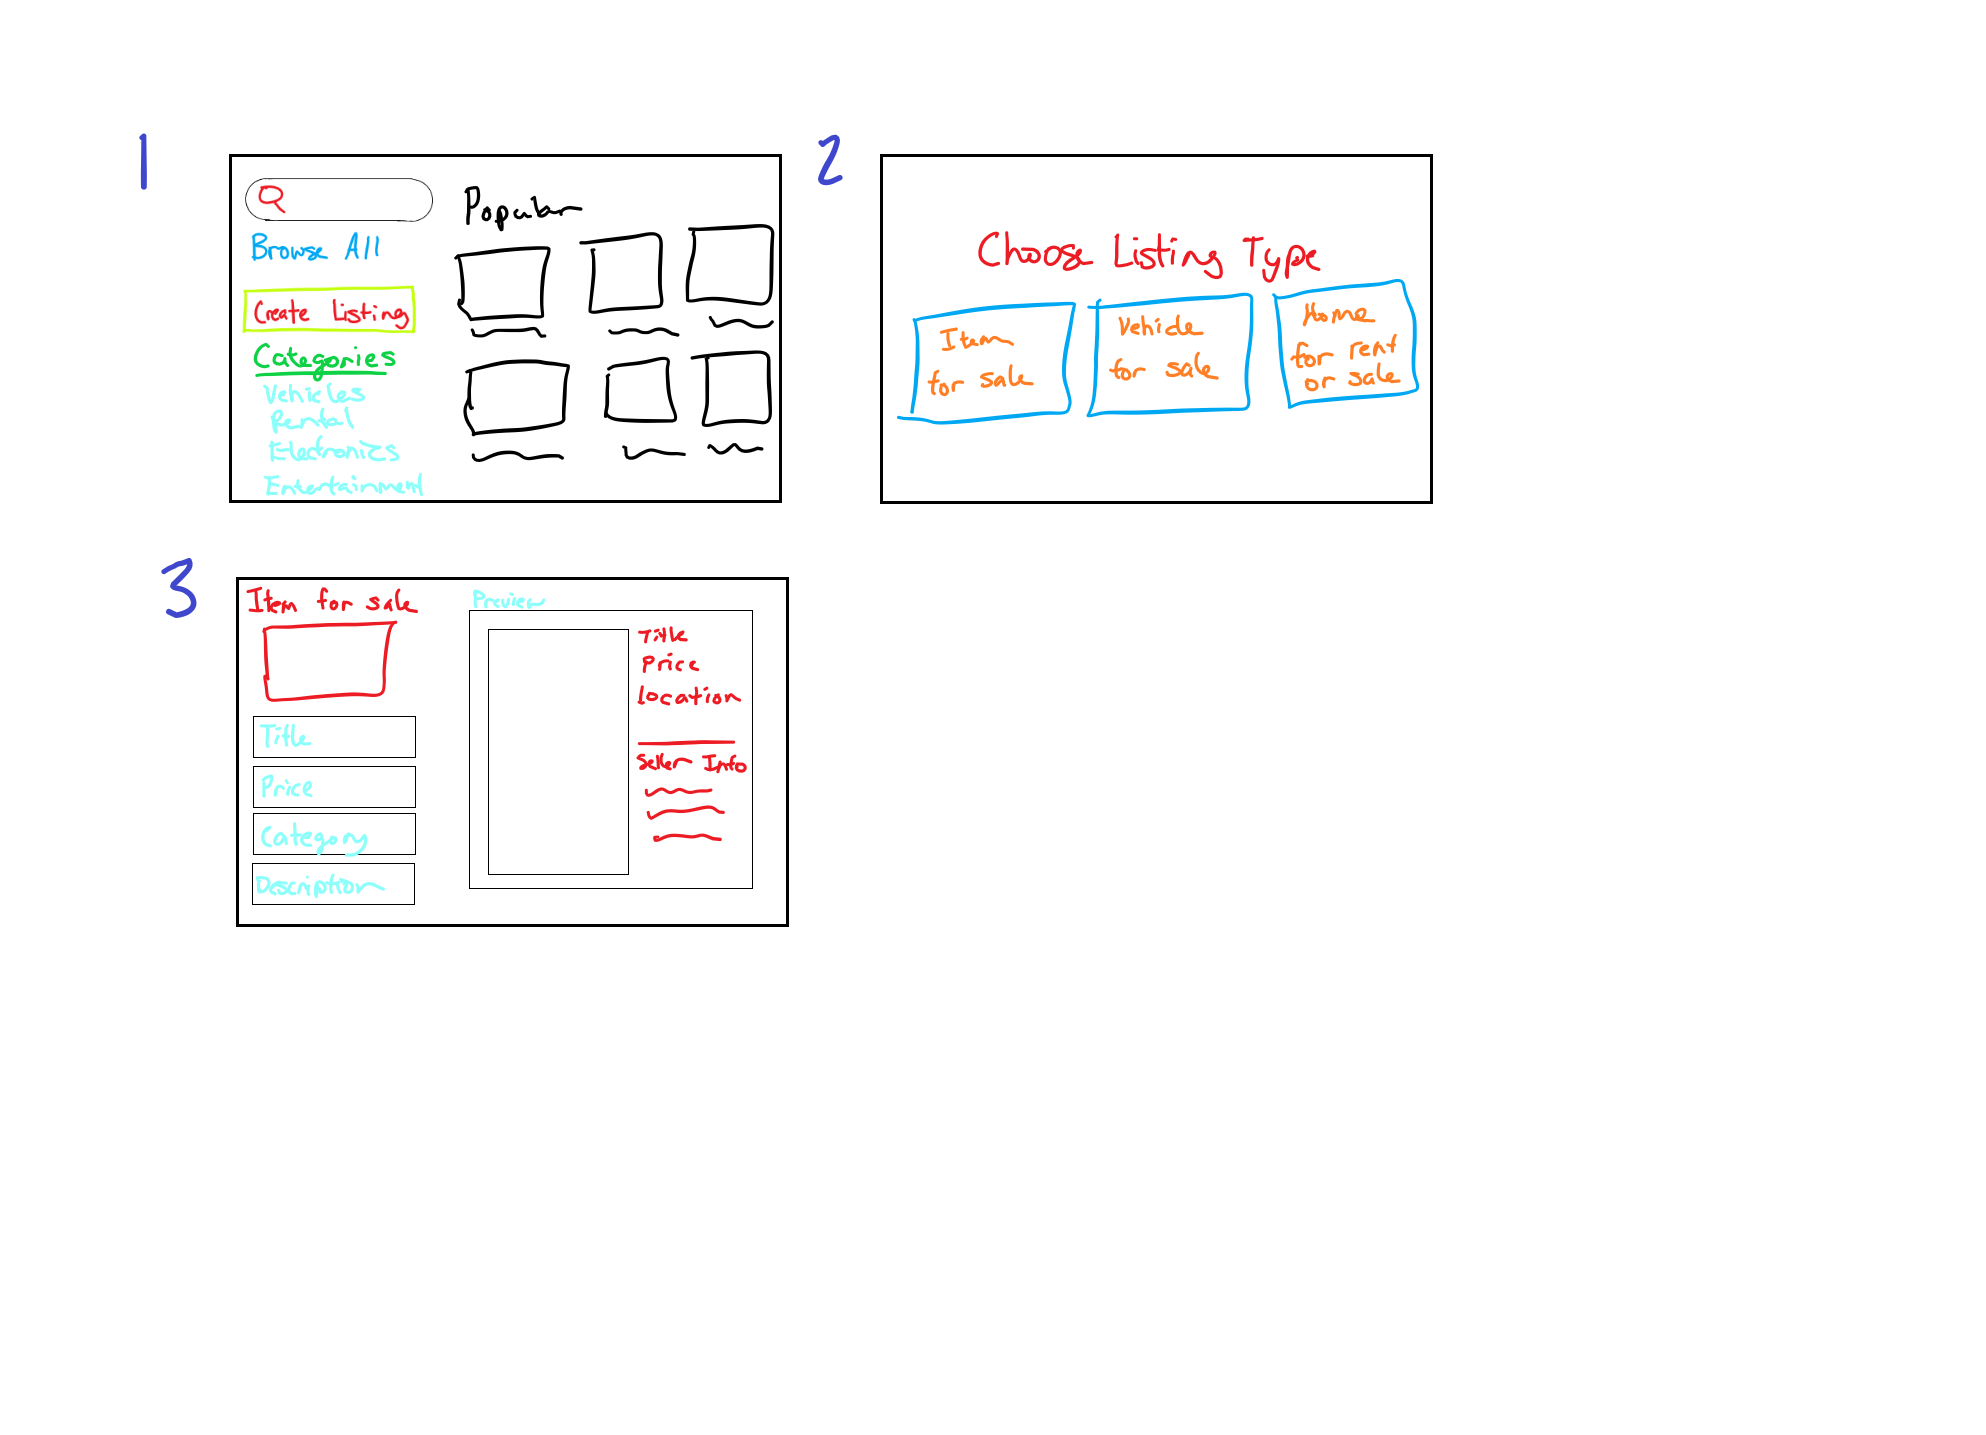 1
Browse All
Create Listing
Categories
Vehicles
Rental
Electronics
Entertainment
Popular
2
Choose Listing Type
Item
for sale
Vehicle
for sale
Home
for rent
or sale
3
Item for sale
Title
Price
Category
Description
Preview
Title
Price
Location
Seller Info